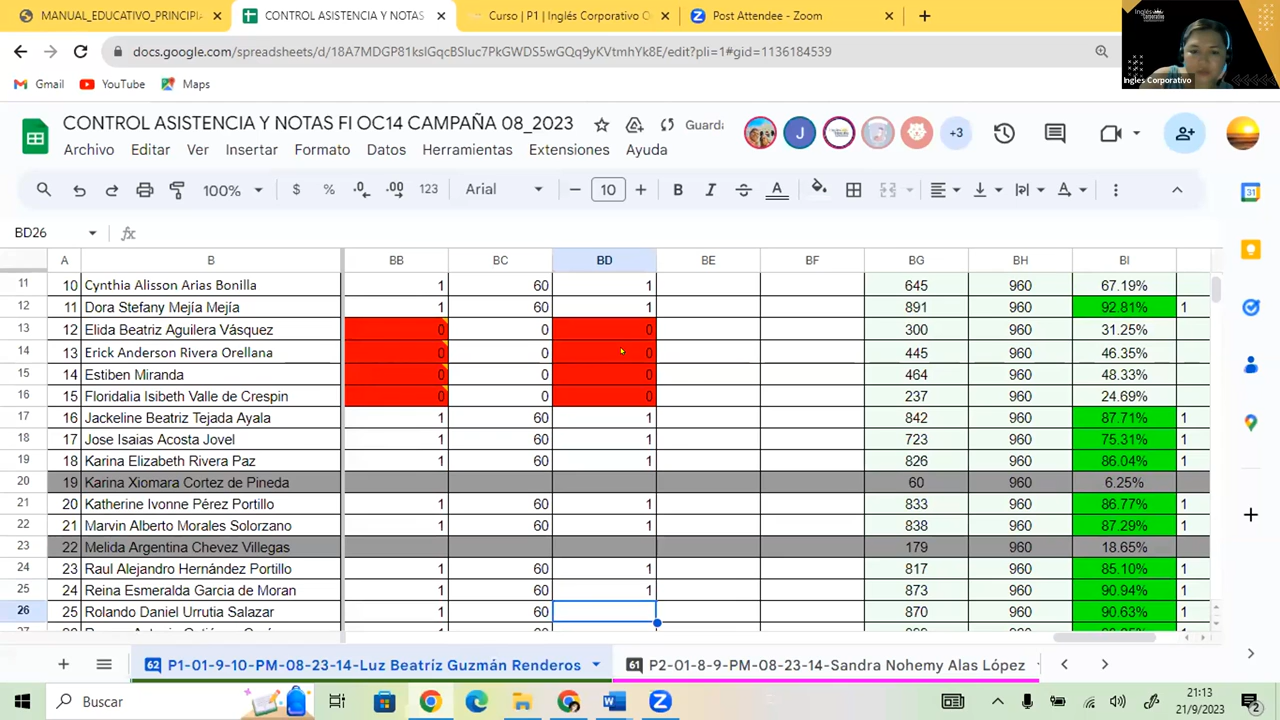 MANUAL_EDUCATIVO_PRINCIPI
CONTROL ASISTENCIA Y NOTAS
Curso | P1 | Inglés Corporativo O
Post Attendee - Zoom
docs.google.com/spreadsheets/d/18A7MDGP81ksIGqcBSIuc7PkGWDS5wGQq9yKVtmhYk8E/edit?pli=1#gid=1136184539
Inglés
Corporativo
Ingles Corporativo
Gmail
YouTube
Maps
CONTROL ASISTENCIA Y NOTAS FI OC14 CAMPAÑA 08_2023
Guarda
J
+3
Archivo Editar Ver Insertar Formato Datos Herramientas Extensiones Ayuda
100% $ % .0 .00 123 Arial 10 B I S A
31
BD26 fx
A B BB BC BD BE BF BG BH BI
11 10 Cynthia Alisson Arias Bonilla 1 60 1 645 960 67.19%
12 11 Dora Stefany Mejía Mejía 1 60 1 891 960 92.81% 1
13 12 Elida Beatriz Aguilera Vásquez 0 0 0 300 960 31.25%
14 13 Erick Anderson Rivera Orellana 0 0 0 445 960 46.35%
15 14 Estiben Miranda 0 0 0 464 960 48.33%
16 15 Floridalia Isibeth Valle de Crespin 0 0 0 237 960 24.69%
17 16 Jackeline Beatriz Tejada Ayala 1 60 1 842 960 87.71% 1
18 17 Jose Isaias Acosta Jovel 1 60 1 723 960 75.31% 1
19 18 Karina Elizabeth Rivera Paz 1 60 1 826 960 86.04% 1
20 19 Karina Xiomara Cortez de Pineda 60 960 6.25%
21 20 Katherine Ivonne Pérez Portillo 1 60 1 833 960 86.77% 1
22 21 Marvin Alberto Morales Solorzano 1 60 1 838 960 87.29% 1
23 22 Melida Argentina Chevez Villegas 179 960 18.65%
24 23 Raul Alejandro Hernández Portillo 1 60 1 817 960 85.10% 1
25 24 Reina Esmeralda Garcia de Moran 1 60 1 873 960 90.94% 1
26 25 Rolando Daniel Urrutia Salazar 1 60 870 960 90.63% 1
62 P1-01-9-10-PM-08-23-14-Luz Beatríz Guzmán Renderos
61 P2-01-8-9-PM-08-23-14-Sandra Nohemy Alas López
Buscar
21:13
21/9/2023
2